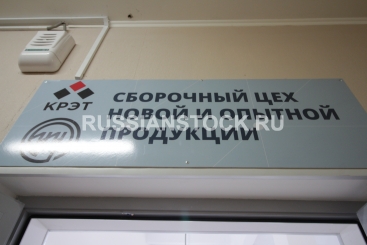 КРЭТ
СБОРОЧНЫЙ ЦЕХ
НОВОЙ И ОПЫТНОЙ
ПРОДУКЦИИ
RUSSIANSTOCK.RU